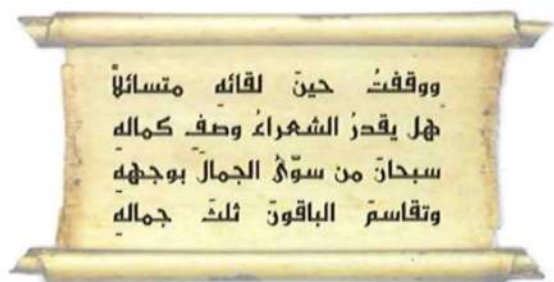 ووقفتُ حينَ لقائهِ متسائلاً
هل يقدرُ الشعراءُ وصفِ كمالهِ
سبحانَ من سوّىْ الجمالَ بوجههِ
وتقاسمَ الباقونَ ثلثَ جمالهِ